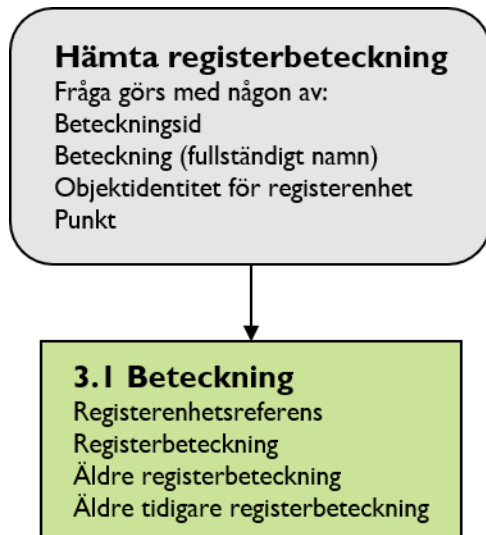 Hämta registerbeteckning
Fråga görs med någon av:
Beteckningsid
Beteckning (fullständigt namn)
Objektidentitet för registerenhet
Punkt
3.1 Beteckning
Registerenhetsreferens
Registerbeteckning
Äldre registerbeteckning
Äldre tidigare registerbeteckning